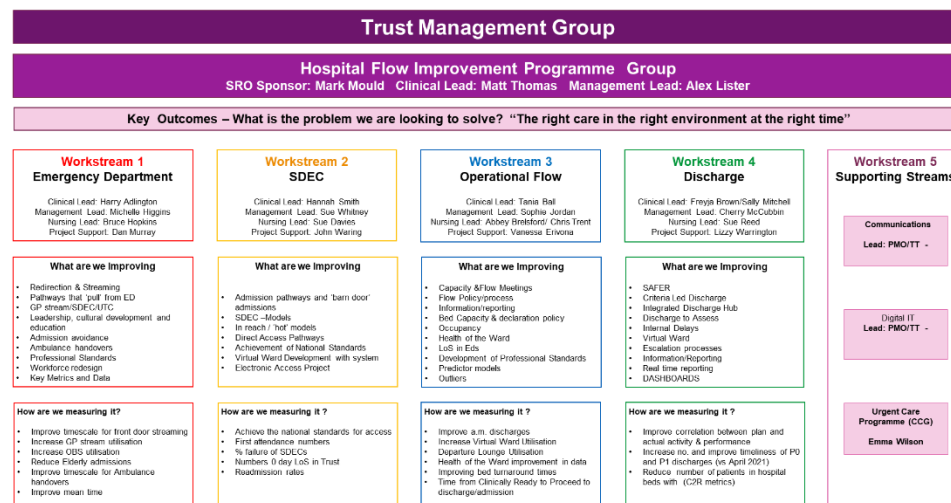 Trust Management Group
Hospital Flow Improvement Programme Group
SRO Sponsor: Mark Mould Clinical Lead: Matt Thomas Management Lead: Alex Lister
Key Outcomes – What is the problem we are looking to solve? “The right care in the right environment at the right time”
Workstream 1
Emergency Department
Clinical Lead: Harry Adlington
Management Lead: Michelle Higgins
Nursing Lead: Bruce Hopkins
Project Support: Dan Murray
What are we Improving
• Redirection & Streaming
• Pathways that ‘pull’ from ED
• GP stream/SDEC/UTC
• Leadership, cultural development and
education
• Admission avoidance
• Ambulance handovers
• Professional Standards
• Workforce redesign
• Key Metrics and Data
How are we measuring it?
• Improve timescale for front door streaming
• Increase GP stream utilisation
• Increase OBS utilisation
• Reduce Elderly admissions
• Improve timescale for Ambulance
handovers
• Improve mean time
Workstream 2
SDEC
Clinical Lead: Hannah Smith
Management Lead: Sue Whitney
Nursing Lead: Sue Davies
Project Support: John Waring
What are we Improving
• Admission pathways and ‘barn door’
admissions
• SDEC –Models
• In reach / ‘hot’ models
• Direct Access Pathways
• Achievement of National Standards
• Virtual Ward Development with system
• Electronic Access Project
How are we measuring it ?
• Achieve the national standards for access
• First attendance numbers
• % failure of SDECs
• Numbers 0 day LoS in Trust
• Readmission rates
Workstream 3
Operational Flow
Clinical Lead: Tania Ball
Management Lead: Sophie Jordan
Nursing Lead: Abbey Brelsford/ Chris Trent
Project Support: Vanessa Erivona
What are we Improving
• Capacity &Flow Meetings
• Flow Policy/process
• Information/reporting
• Bed Capacity & declaration policy
• Occupancy
• Health of the Ward
• LoS in Eds
• Development of Professional Standards
• Predictor models
• Outliers
How are we measuring it ?
• Improve a.m. discharges
• Increase Virtual Ward Utilisation
• Departure Lounge Utilisation
• Health of the Ward improvement in data
• Improving bed turnaround times
• Time from Clinically Ready to Proceed to
discharge/admission
Workstream 4
Discharge
Clinical Lead: Freyja Brown/Sally Mitchell
Management Lead: Cherry McCubbin
Nursing Lead: Sue Reed
Project Support: Lizzy Warrington
What are we Improving
• SAFER
• Criteria Led Discharge
• Integrated Discharge Hub
• Discharge to Assess
• Internal Delays
• Virtual Ward
• Escalation processes
• Information/Reporting
• Real time reporting
• DASHBOARDS
How are we measuring it ?
• Improve correlation between plan and
actual activity & performance
• Increase no. and improve timeliness of P0
and P1 discharges (vs April 2021)
• Reduce number of patients in hospital
beds with (C2R metrics)
Workstream 5
Supporting Streams
Communications
Lead: PMO/TT -
Digital IT
Lead: PMO/TT -
Urgent Care
Programme (CCG)
Emma Wilson